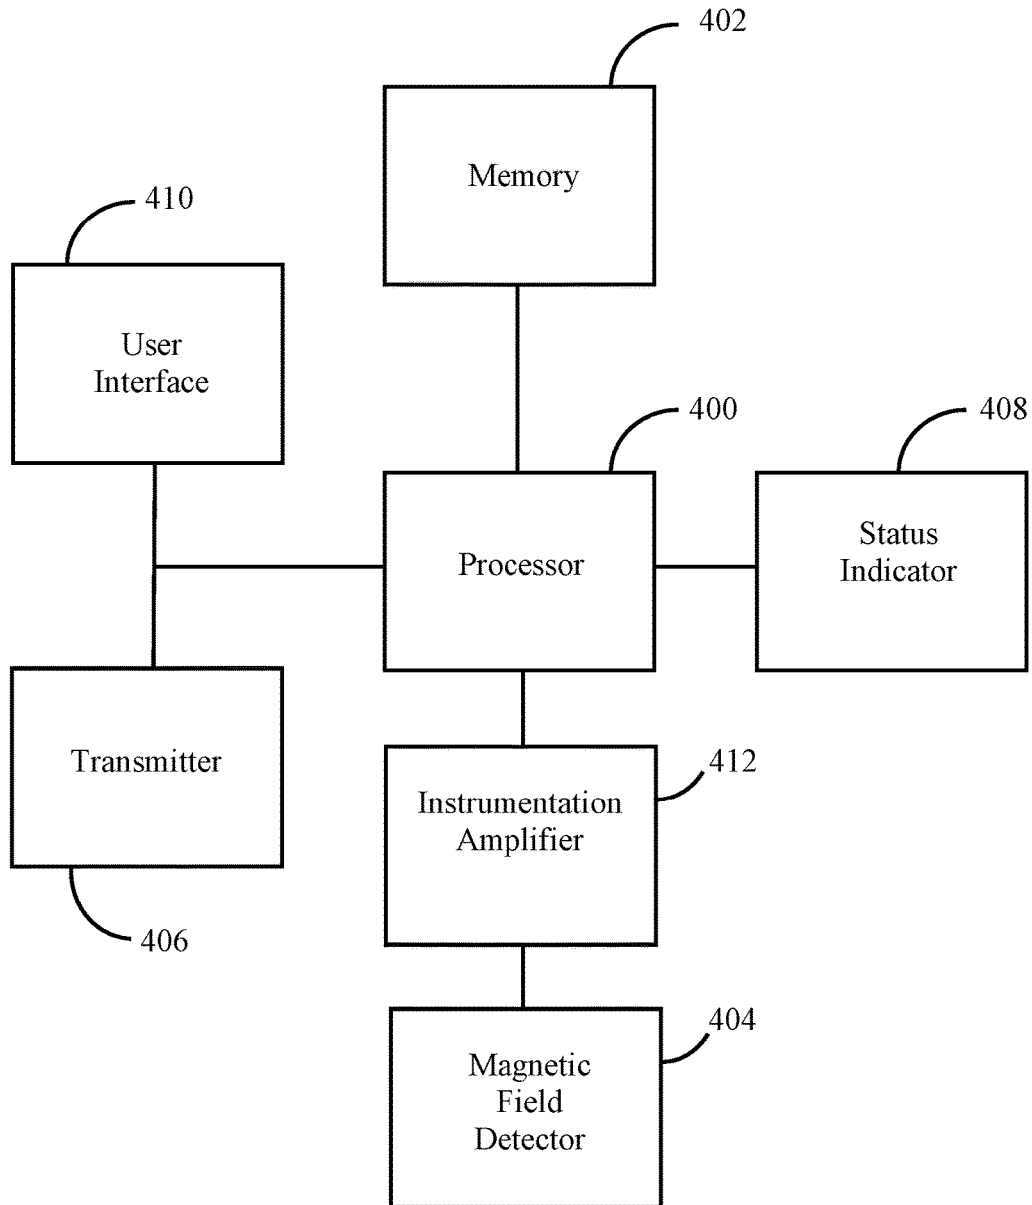 402
Memory
410
User
Interface
400
408
Processor
Status
Indicator
Transmitter
412
Instrumentation
Amplifier
406
404
Magnetic
Field
Detector